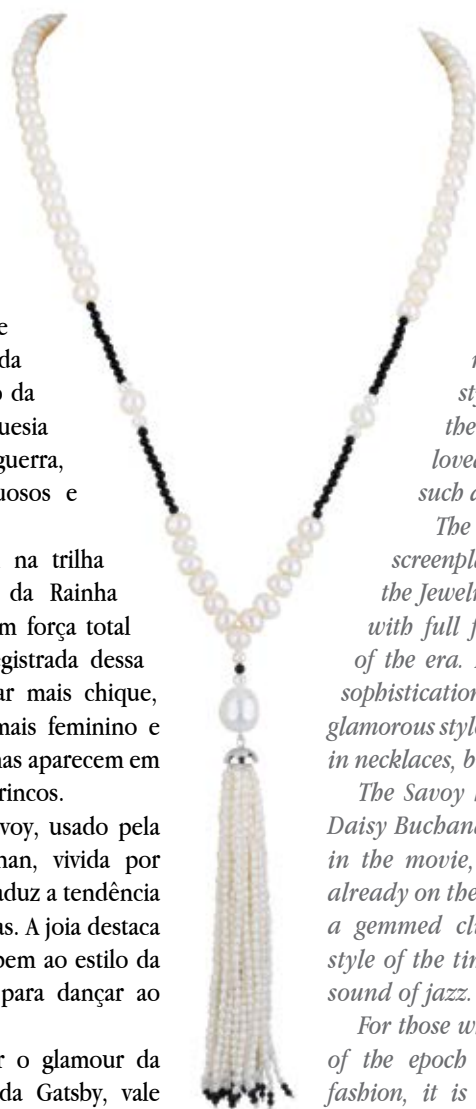 e
da
o da
uesia
guerra,
uosos e
na trilha
da Rainha
m força total
egistrada dessa
ar mais chique,
mais feminino e
nas aparecem em
rincos.
voy, usado pela
nan, vivida por
aduz a tendência
as. A joia destaca
bem ao estilo da
para dançar ao
r o glamour da
da Gatsby, vale
sty
the
loved
such a
The
screenpla
the Jewel
with full f
of the era.
sophistication
glamorous style
in necklaces, b
The Savoy
Daisy Buchan
in the movie,
already on the
a gemmed cl
style of the tim
sound of jazz.
For those w
of the epoch
fashion, it is